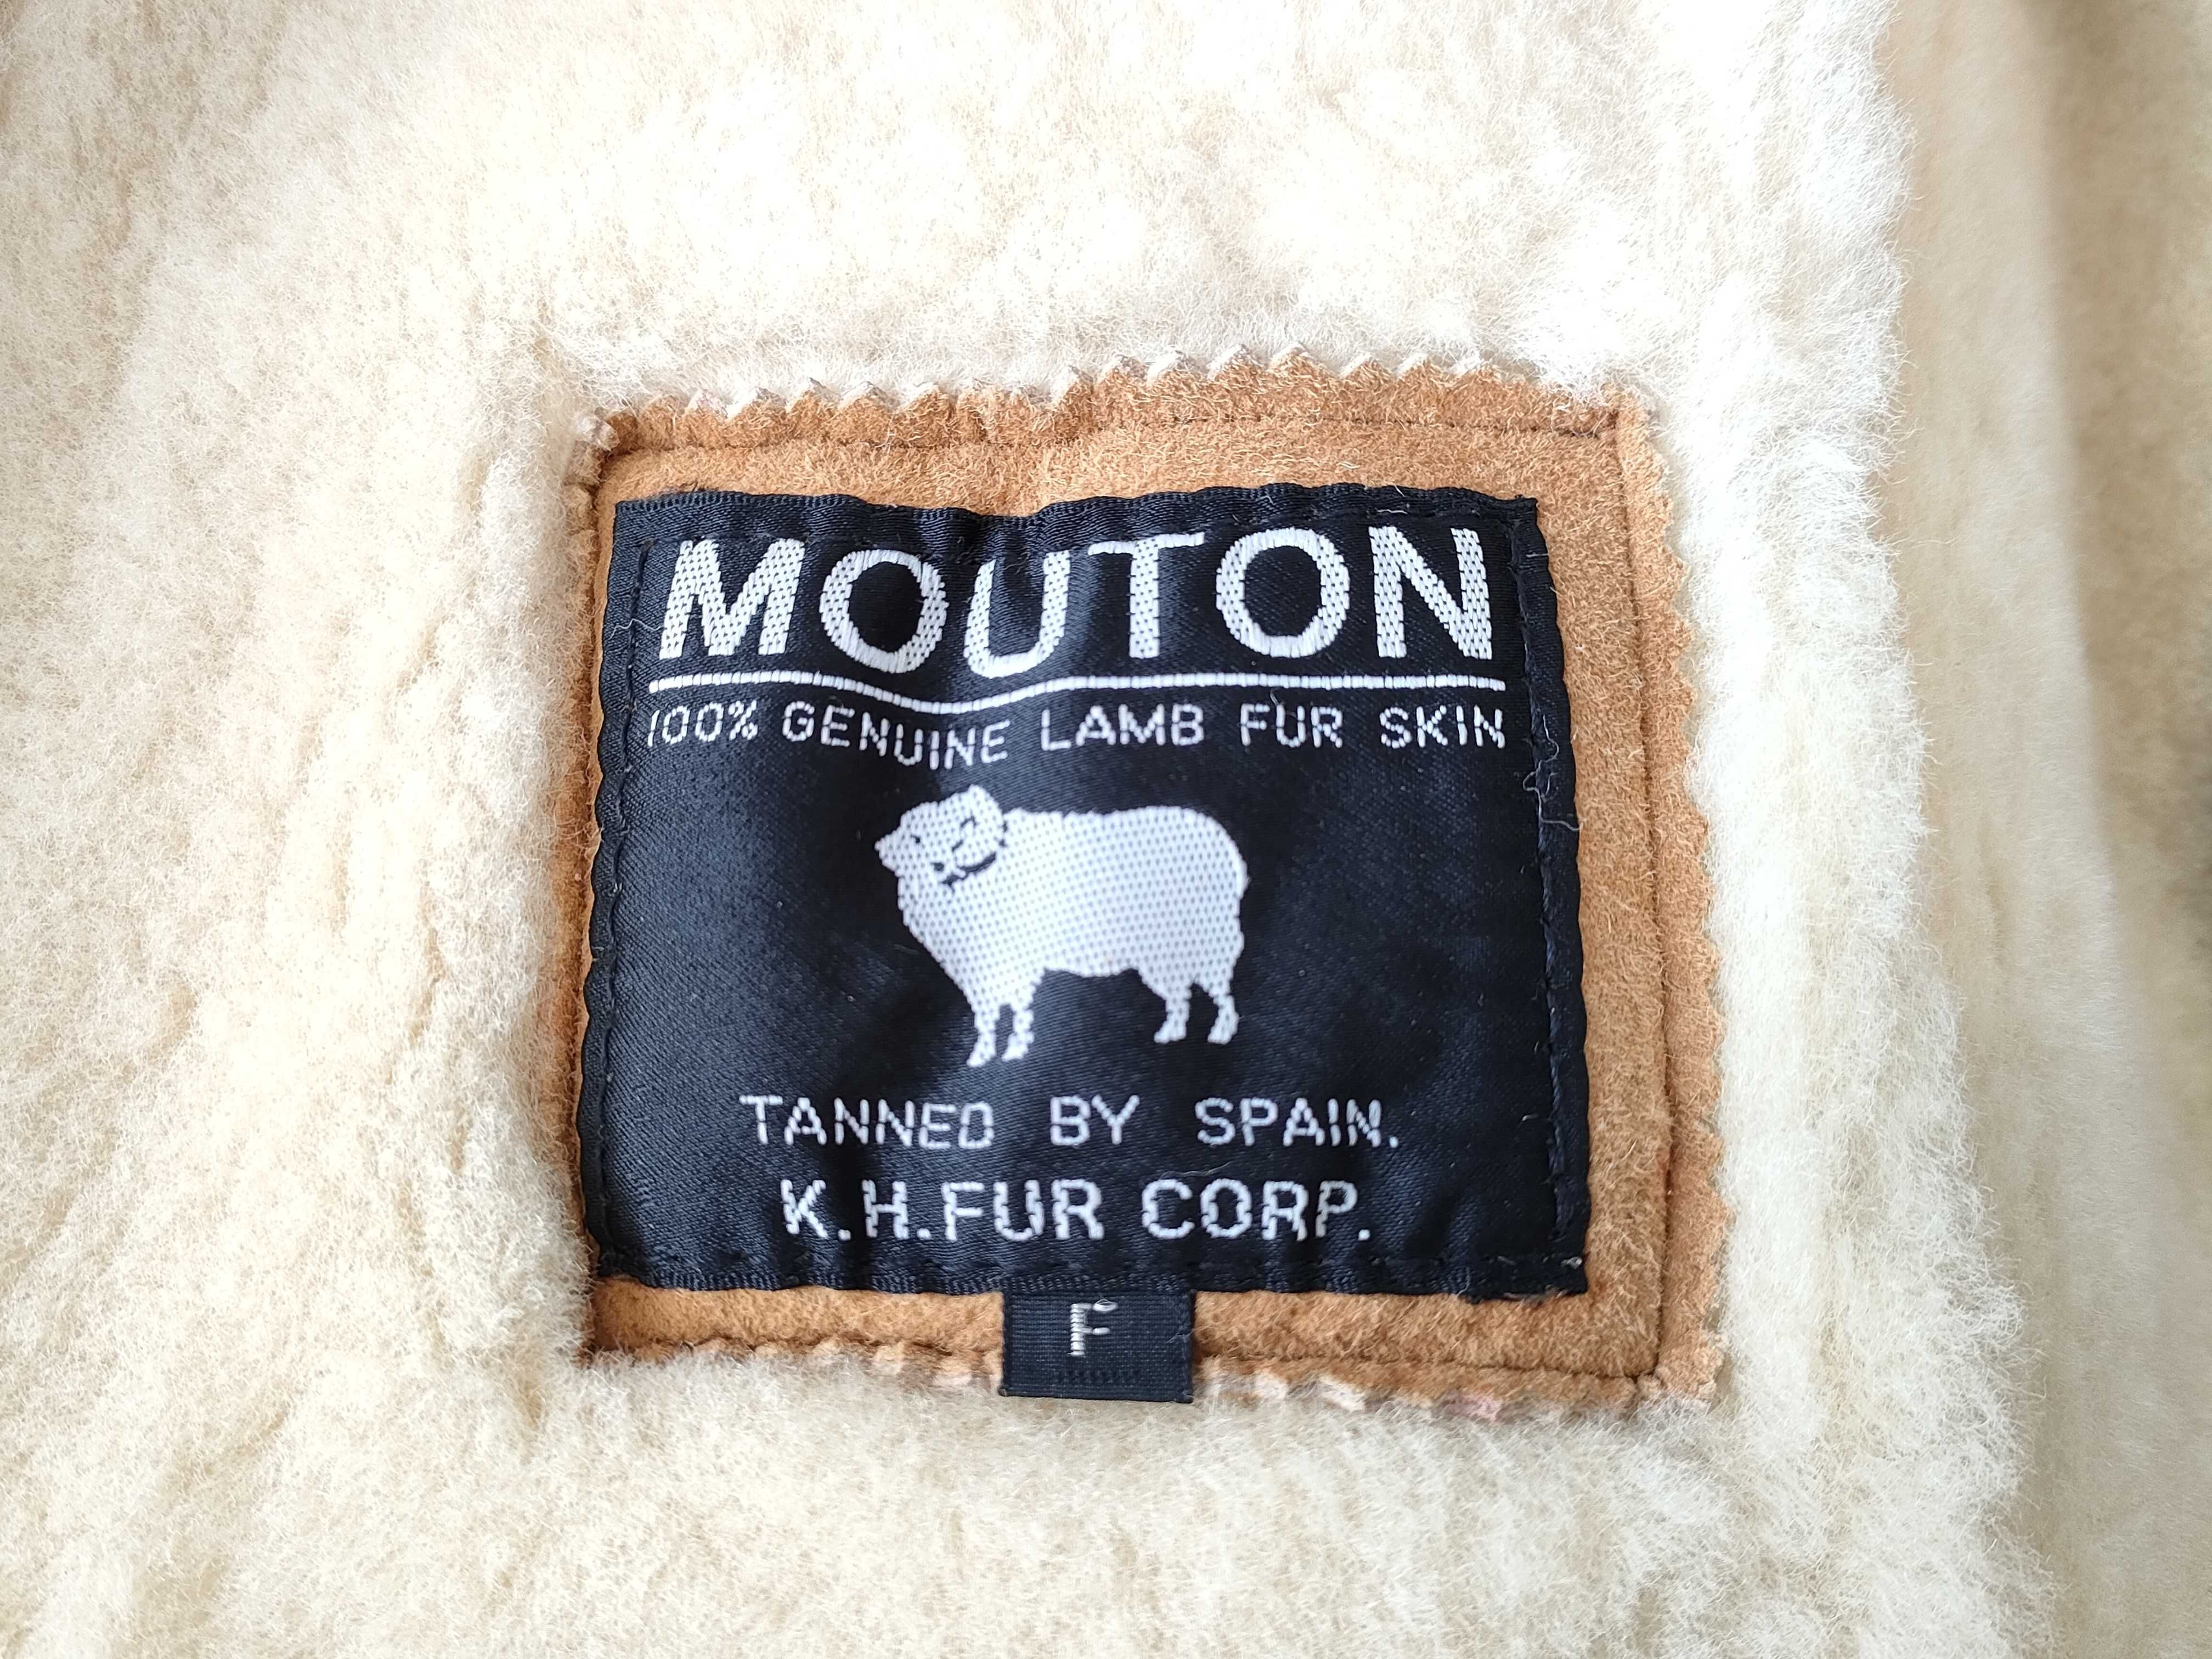 MOUTON
100% GENUINE LAMB FUR SKIN
TANNED BY SPAIN.
K.H.FUR CORP.
F